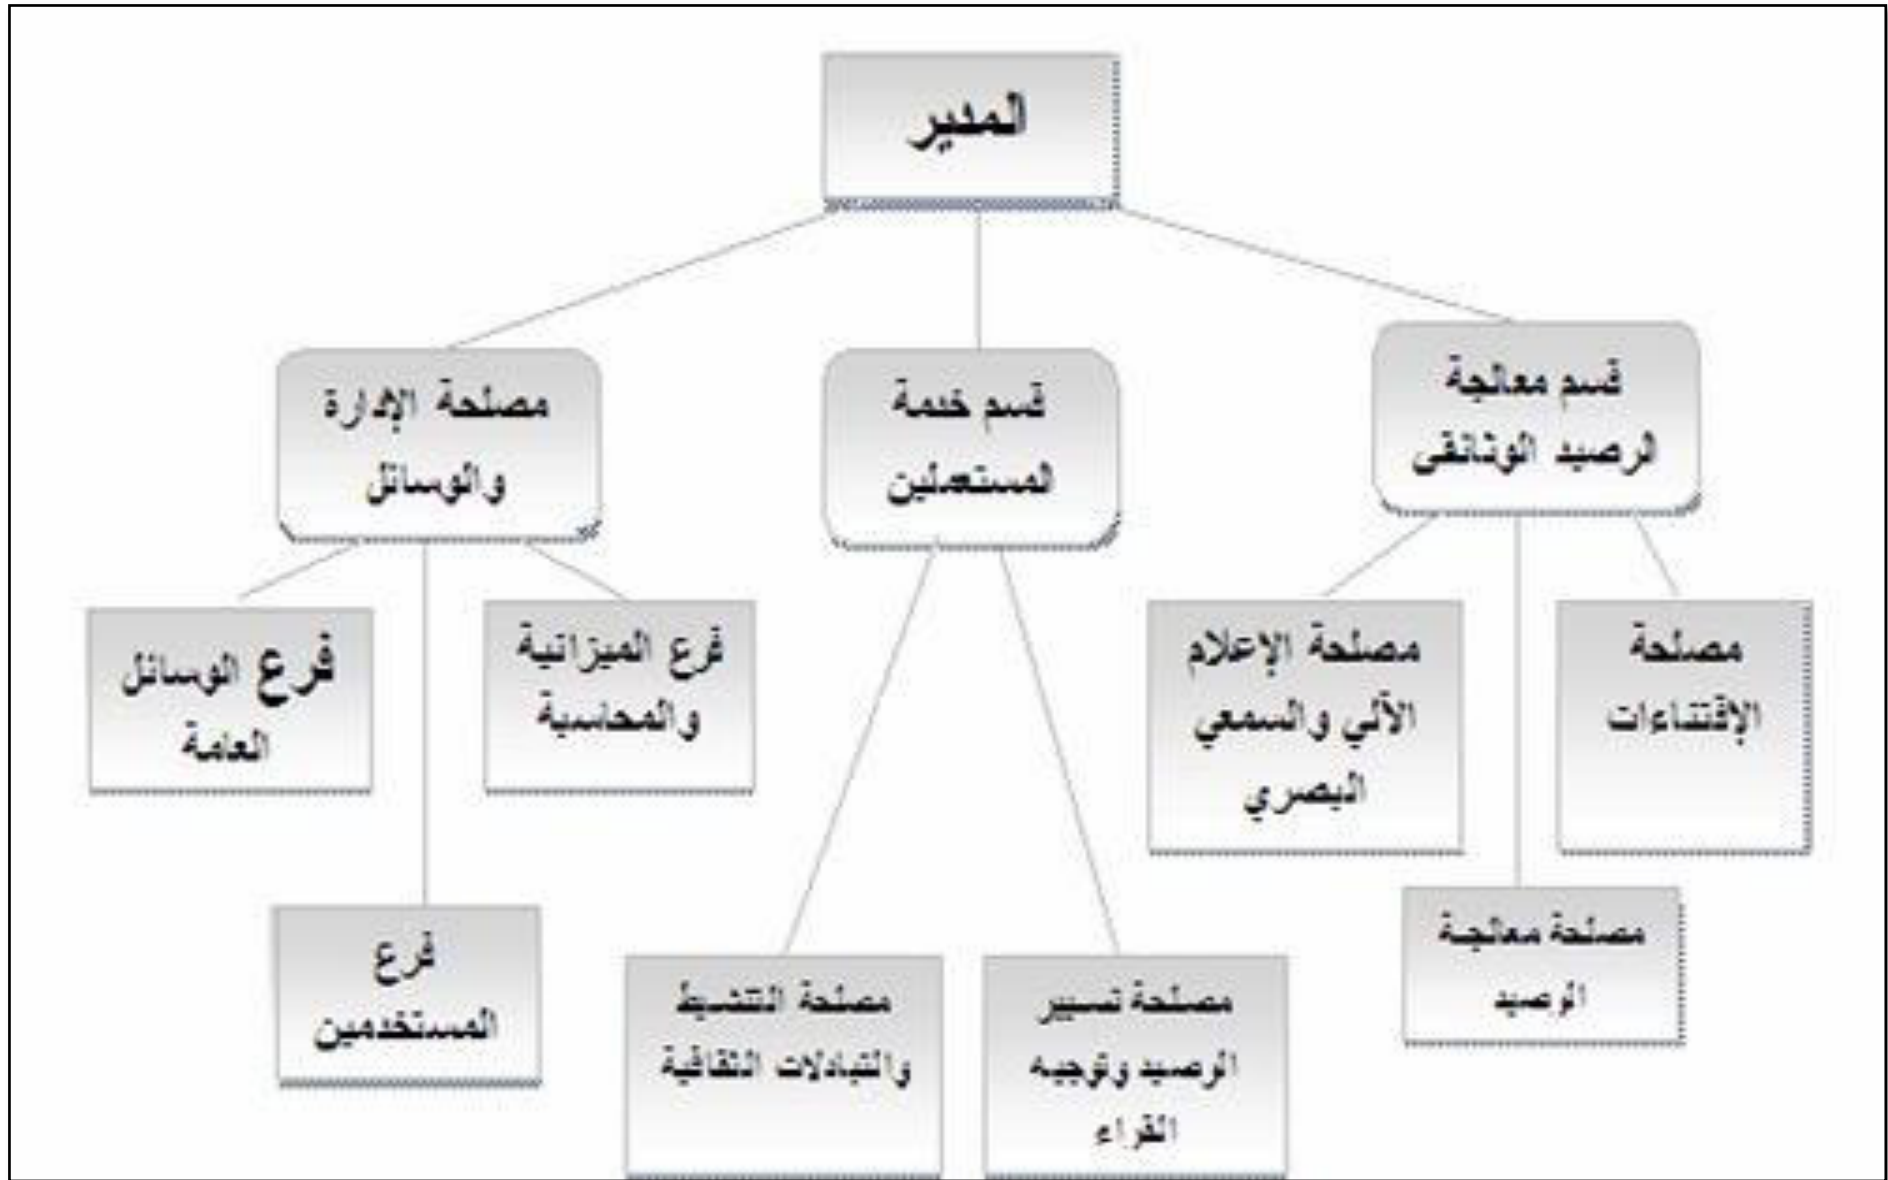 المدير
قسم معالجة
الرصيد الوثائقي
قسم خدمة
المستعملين
مصلحة الإدارة
والوسائل
مصلحة
الإقتناءات
مصلحة الإعلام
الآلي والسمعي
البصري
مصلحة معالجة
الرصيد
مصلحة تسيير
الرصيد وتوجيه
القراء
مصلحة التنشيط
والتبادلات الثقافية
فرع الميزانية
والمحاسبة
فرع
المستخدمين
فرع الوسائل
العامة